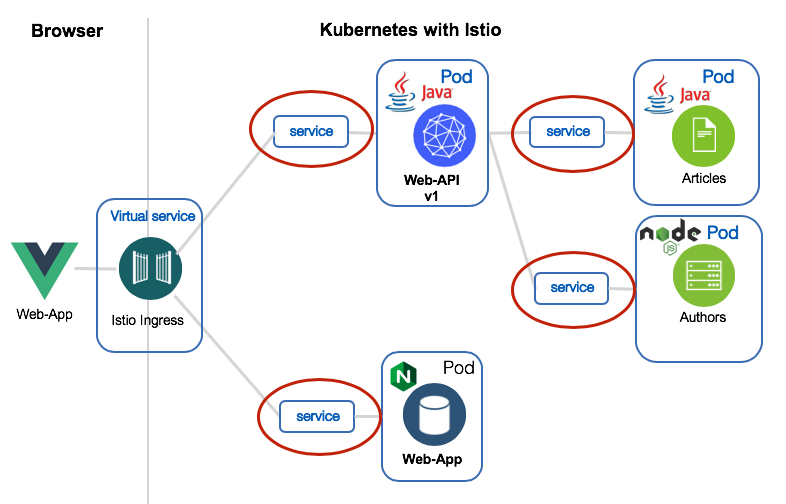 Browser
Kubernetes with Istio
Pod
Java
service
Web-API
v1
Pod
Java
service
Articles
Virtual service
Istio Ingress
Web-App
node
JS
Pod
service
Authors
Pod
N
service
Web-App